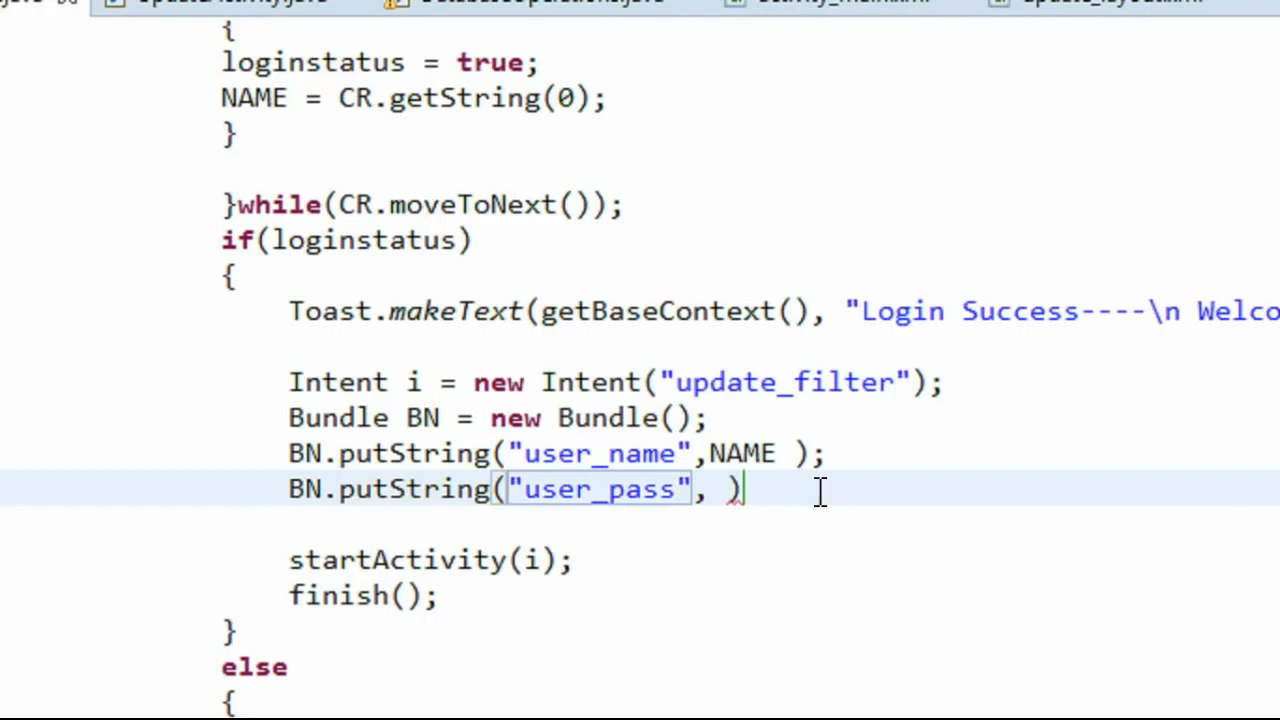 {
loginstatus = true;
NAME = CR.getString(0);
}
}while(CR.moveToNext());
if(loginstatus)
{
Toast.makeText(getBaseContext(), "Login Success----\n Welco
Intent i = new Intent("update_filter");
Bundle BN = new Bundle();
BN.putString("user_name",NAME );
BN.putString("user_pass", )
startActivity(i);
finish();
}
else
{